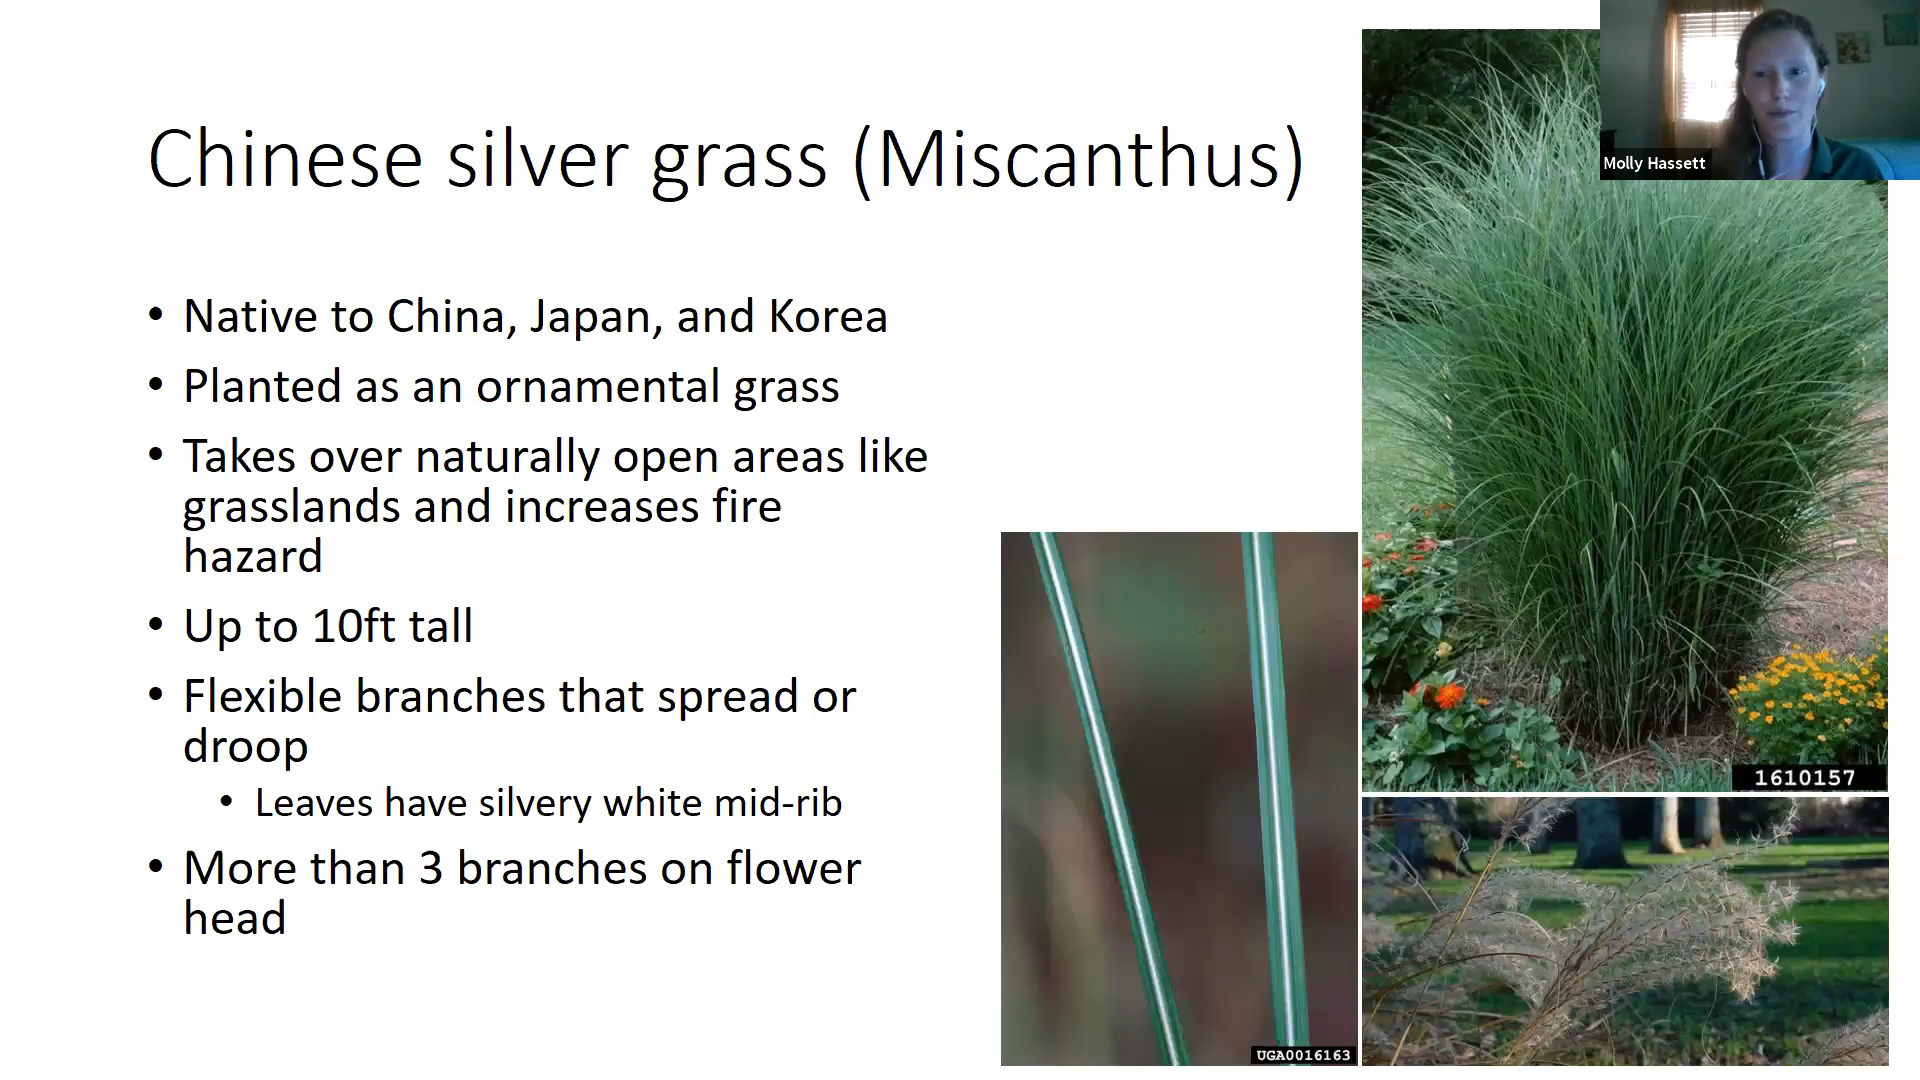 Chinese silver grass (Miscanthus)
• Native to China, Japan, and Korea
• Planted as an ornamental grass
• Takes over naturally open areas like
grasslands and increases fire
hazard
• Up to 10ft tall
• Flexible branches that spread or
droop
• Leaves have silvery white mid-rib
• More than 3 branches on flower
head
Molly Hassett
1610157
UGA0016163